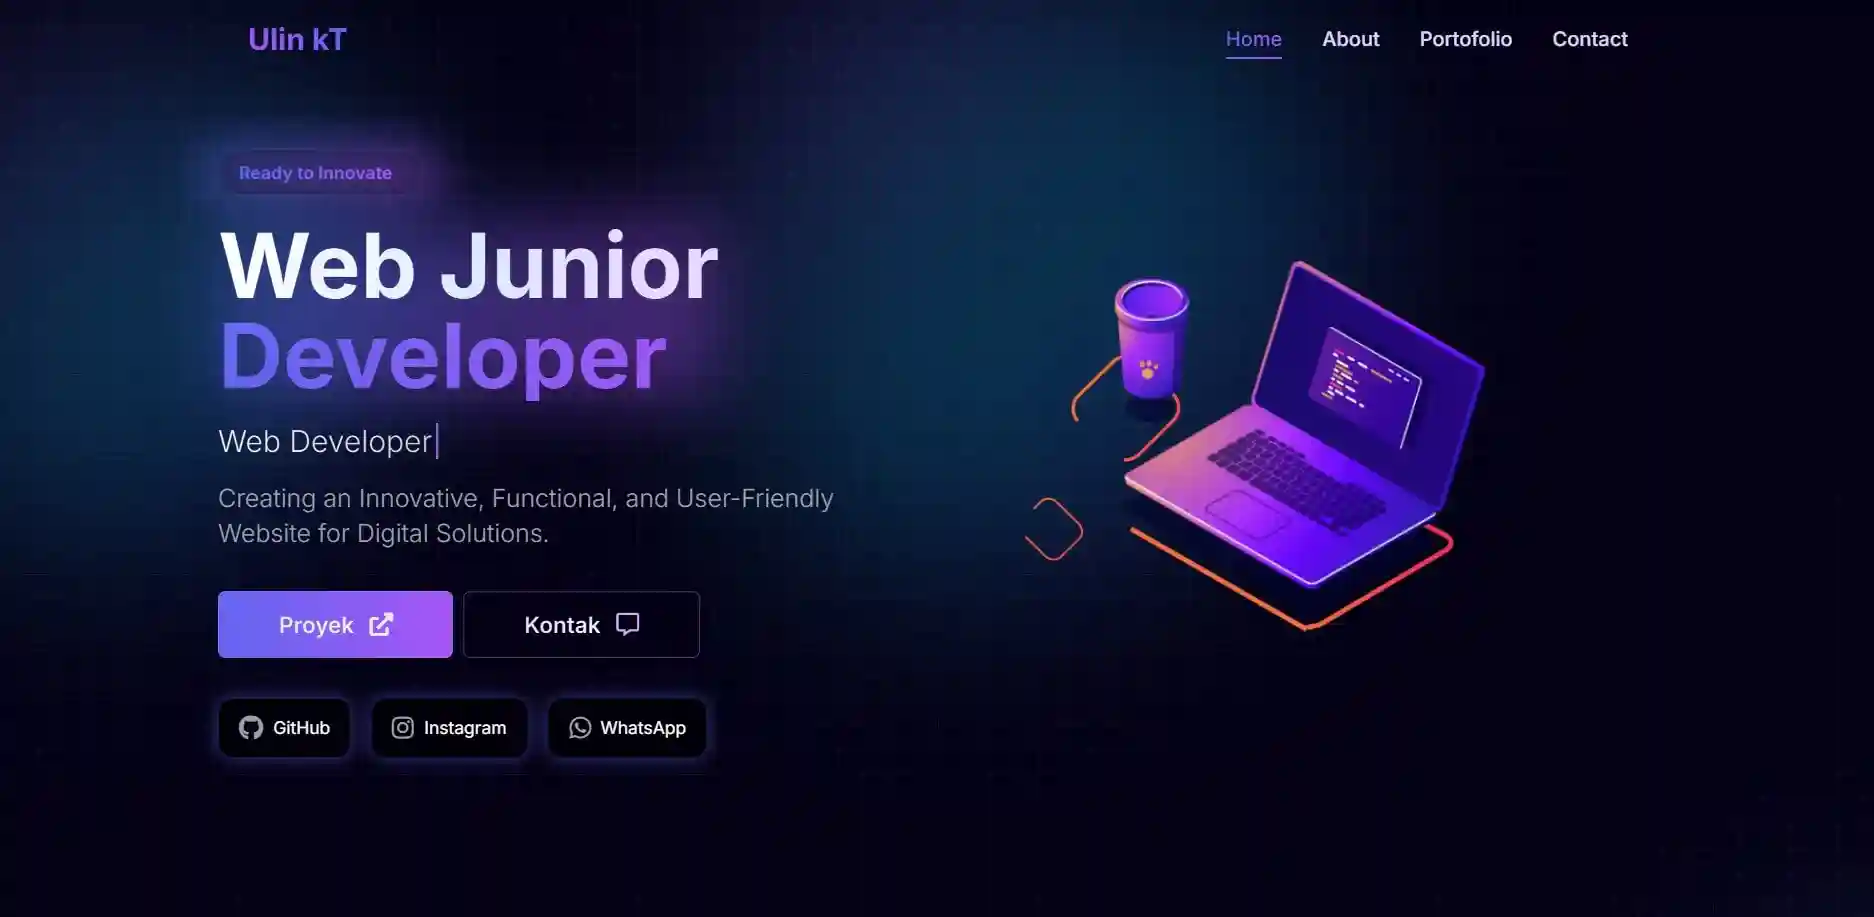 Ulin kT
Home About Portofolio Contact
Ready to Innovate
Web Junior
Developer
Web Developer
Creating an Innovative, Functional, and User-Friendly
Website for Digital Solutions.
Proyek Kontak
GitHub Instagram WhatsApp